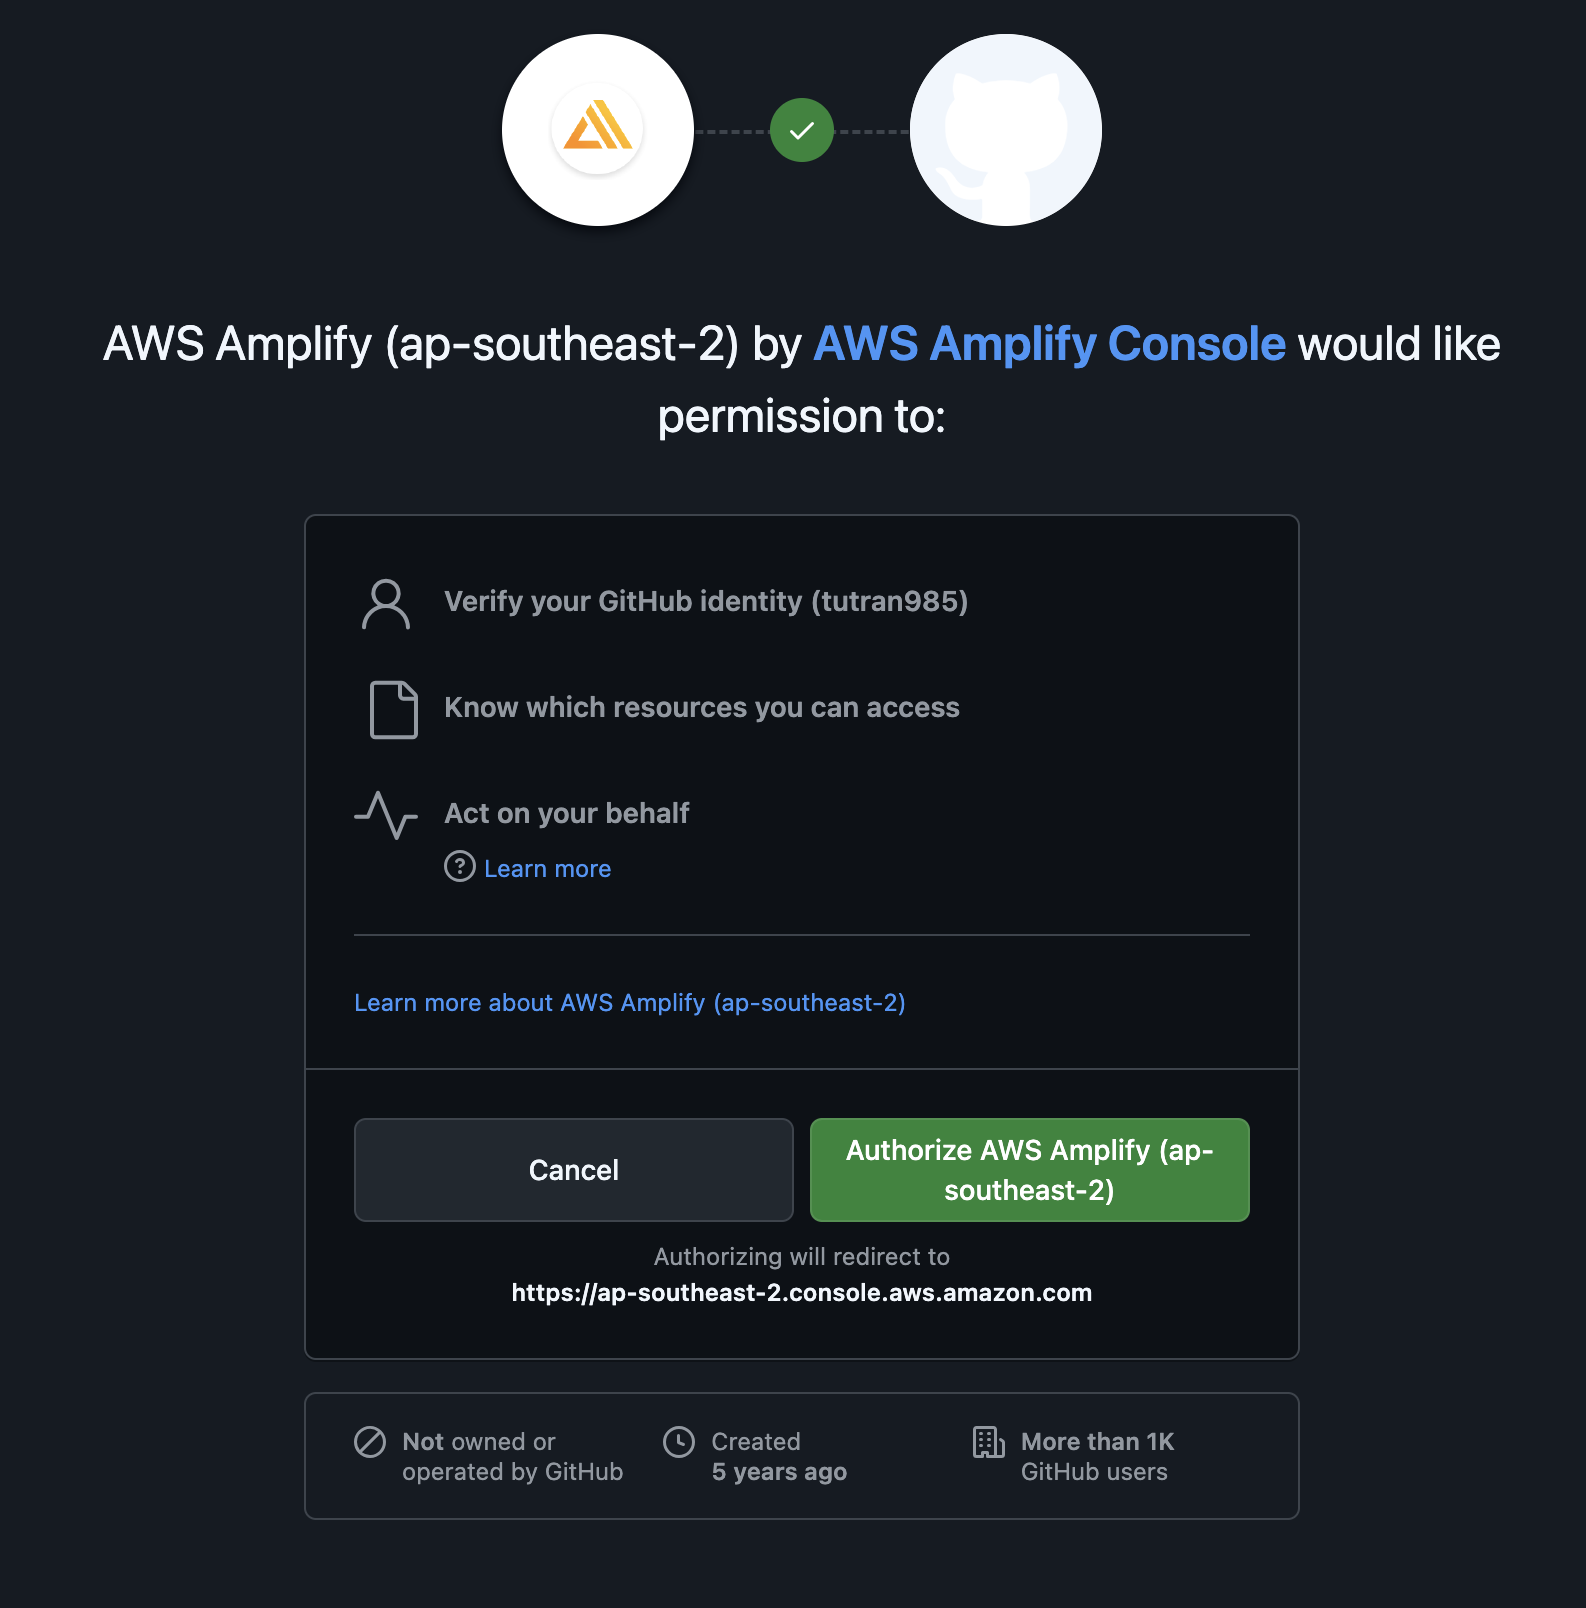 AWS Amplify (ap-southeast-2) by AWS Amplify Console would like
permission to:
Verify your GitHub identity (tutran985)
Know which resources you can access
Act on your behalf
Learn more
Learn more about AWS Amplify (ap-southeast-2)
Cancel
Authorize AWS Amplify (ap-
southeast-2)
Authorizing will redirect to
https://ap-southeast-2.console.aws.amazon.com
Not owned or
operated by GitHub
Created
5 years ago
More than 1K
GitHub users